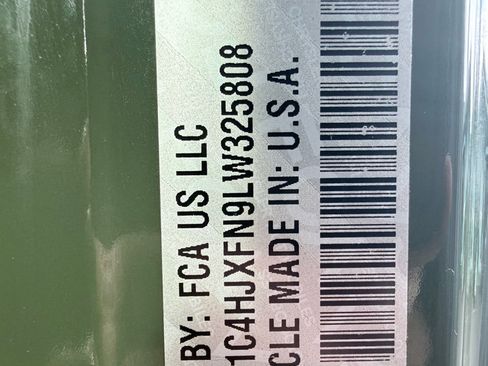 BY: FCA US LLC
1C4HJXFN9LW325808
CLE MADE IN: U.S.A.